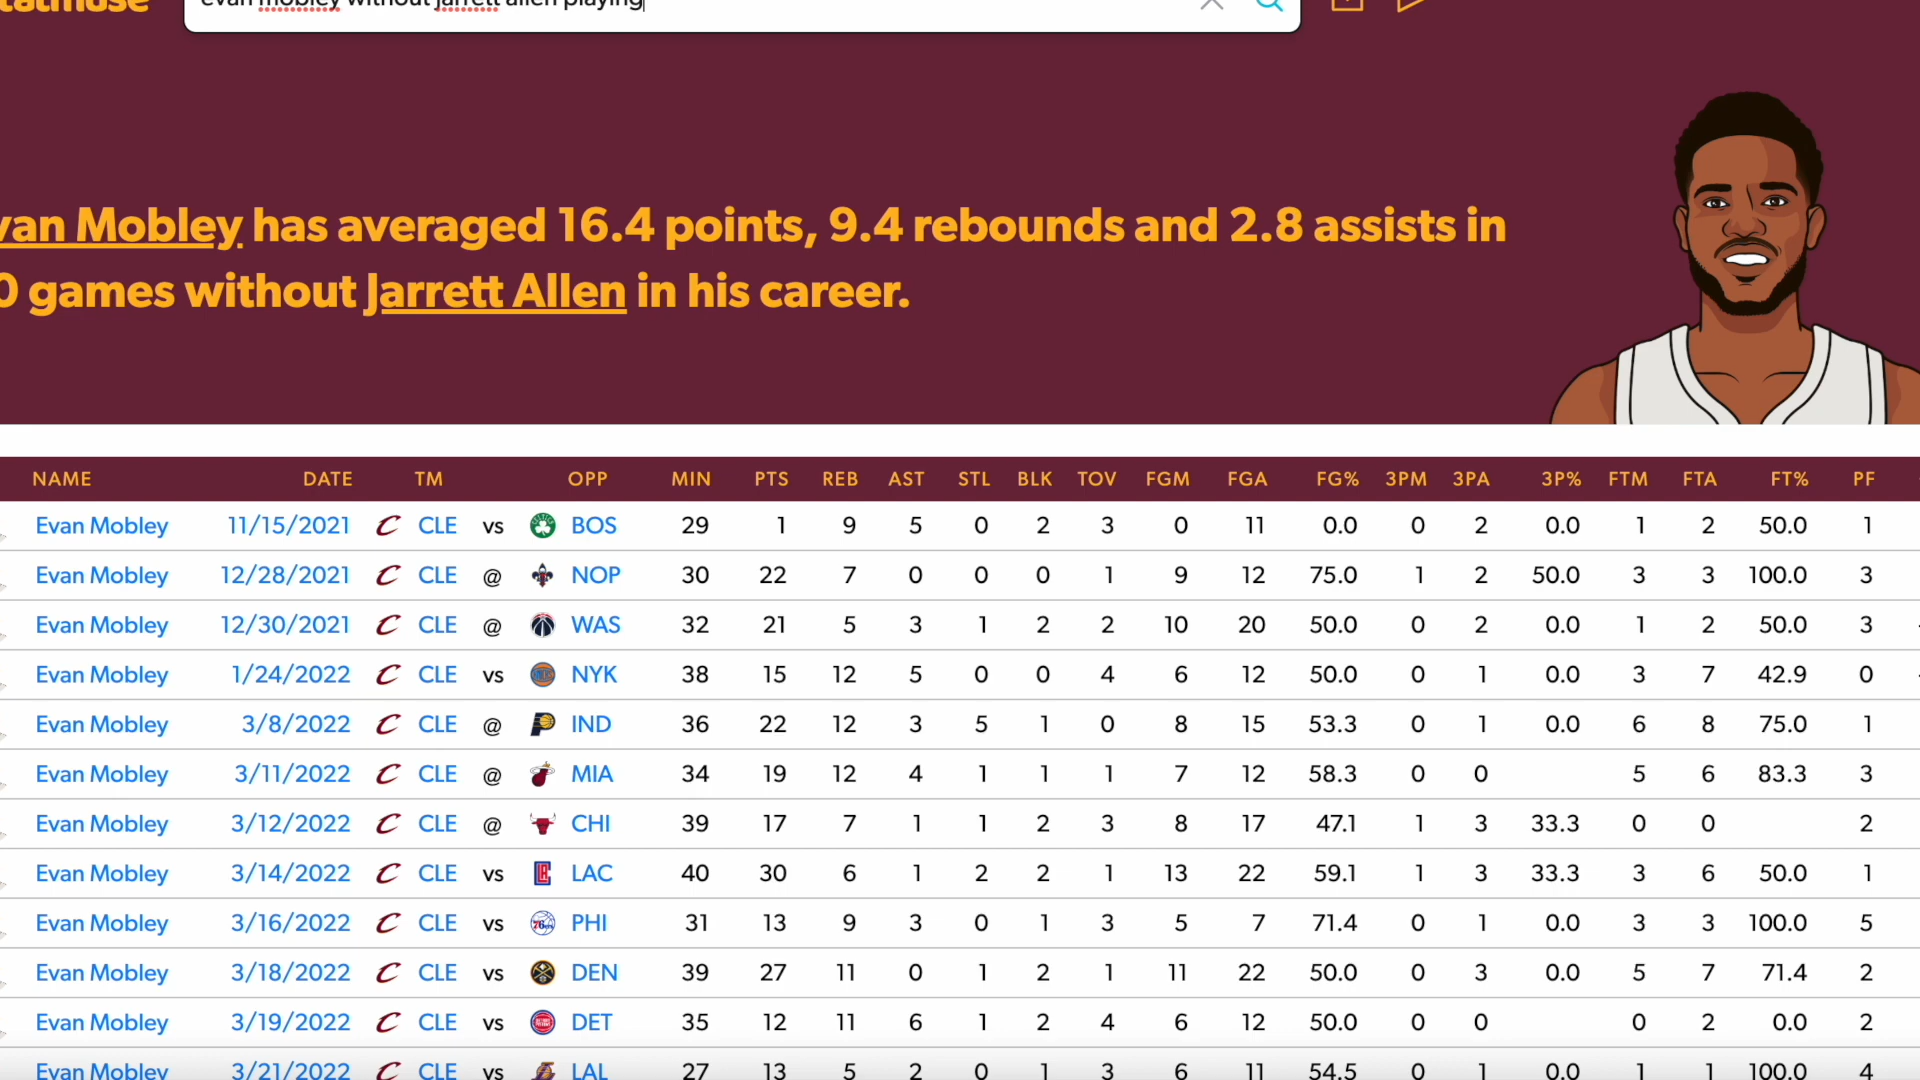 evan mobley without jarrett allen playing
Evan Mobley has averaged 16.4 points, 9.4 rebounds and 2.8 assists in
0 games without Jarrett Allen in his career.
NAME DATE TM OPP MIN PTS REB AST STL BLK TOV FGM FGA FG% 3PM 3PA 3P% FTM FTA FT% PF
Evan Mobley 11/15/2021 CLE vs BOS 29 1 9 5 0 2 3 0 11 0.0 0 2 0.0 1 2 50.0 1
Evan Mobley 12/28/2021 CLE @ NOP 30 22 7 0 0 0 1 9 12 75.0 1 2 50.0 3 3 100.0 3
Evan Mobley 12/30/2021 CLE @ WAS 32 21 5 3 1 2 2 10 20 50.0 0 2 0.0 1 2 50.0 3
Evan Mobley 1/24/2022 CLE vs NYK 38 15 12 5 0 0 4 6 12 50.0 0 1 0.0 3 7 42.9 0
Evan Mobley 3/8/2022 CLE @ IND 36 22 12 3 5 1 0 8 15 53.3 0 1 0.0 6 8 75.0 1
Evan Mobley 3/11/2022 CLE @ MIA 34 19 12 4 1 1 1 7 12 58.3 0 0 5 6 83.3 3
Evan Mobley 3/12/2022 CLE @ CHI 39 17 7 1 1 2 3 8 17 47.1 1 3 33.3 0 0 2
Evan Mobley 3/14/2022 CLE vs LAC 40 30 6 1 2 2 1 13 22 59.1 1 3 33.3 3 6 50.0 1
Evan Mobley 3/16/2022 CLE vs PHI 31 13 9 3 0 1 3 5 7 71.4 0 1 0.0 3 3 100.0 5
Evan Mobley 3/18/2022 CLE vs DEN 39 27 11 0 1 2 1 11 22 50.0 0 3 0.0 5 7 71.4 2
Evan Mobley 3/19/2022 CLE vs DET 35 12 11 6 1 2 4 6 12 50.0 0 0 0 2 0.0 2
Evan Mobley 3/21/2022 CLE vs LAL 27 13 5 2 0 1 3 6 11 54.5 0 1 0.0 1 1 100.0 4